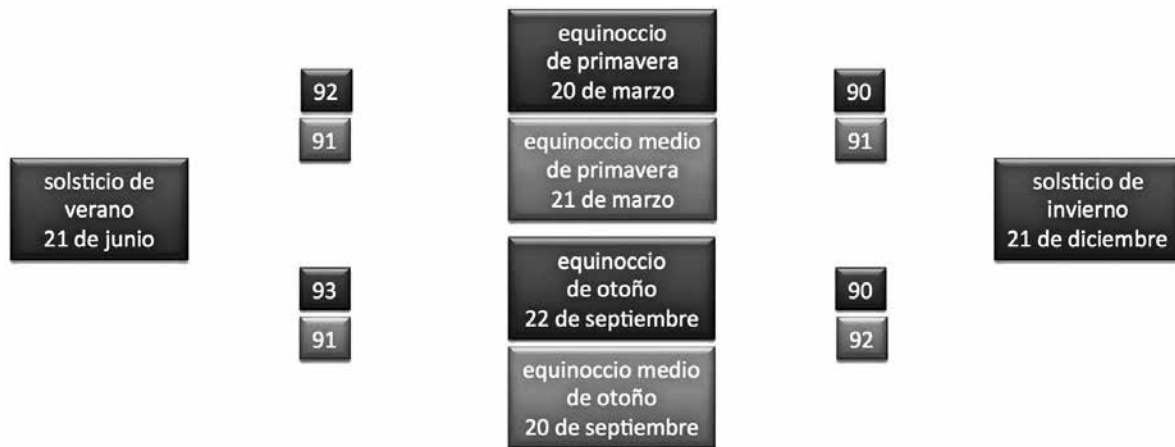 equinoccio
de primavera
20 de marzo
92
90
91
equinoccio medio
de primavera
21 de marzo
91
solsticio de
verano
21 de junio
solsticio de
invierno
21 de diciembre
equinoccio
de otoño
22 de septiembre
93
90
91
92
equinoccio medio
de otoño
20 de septiembre